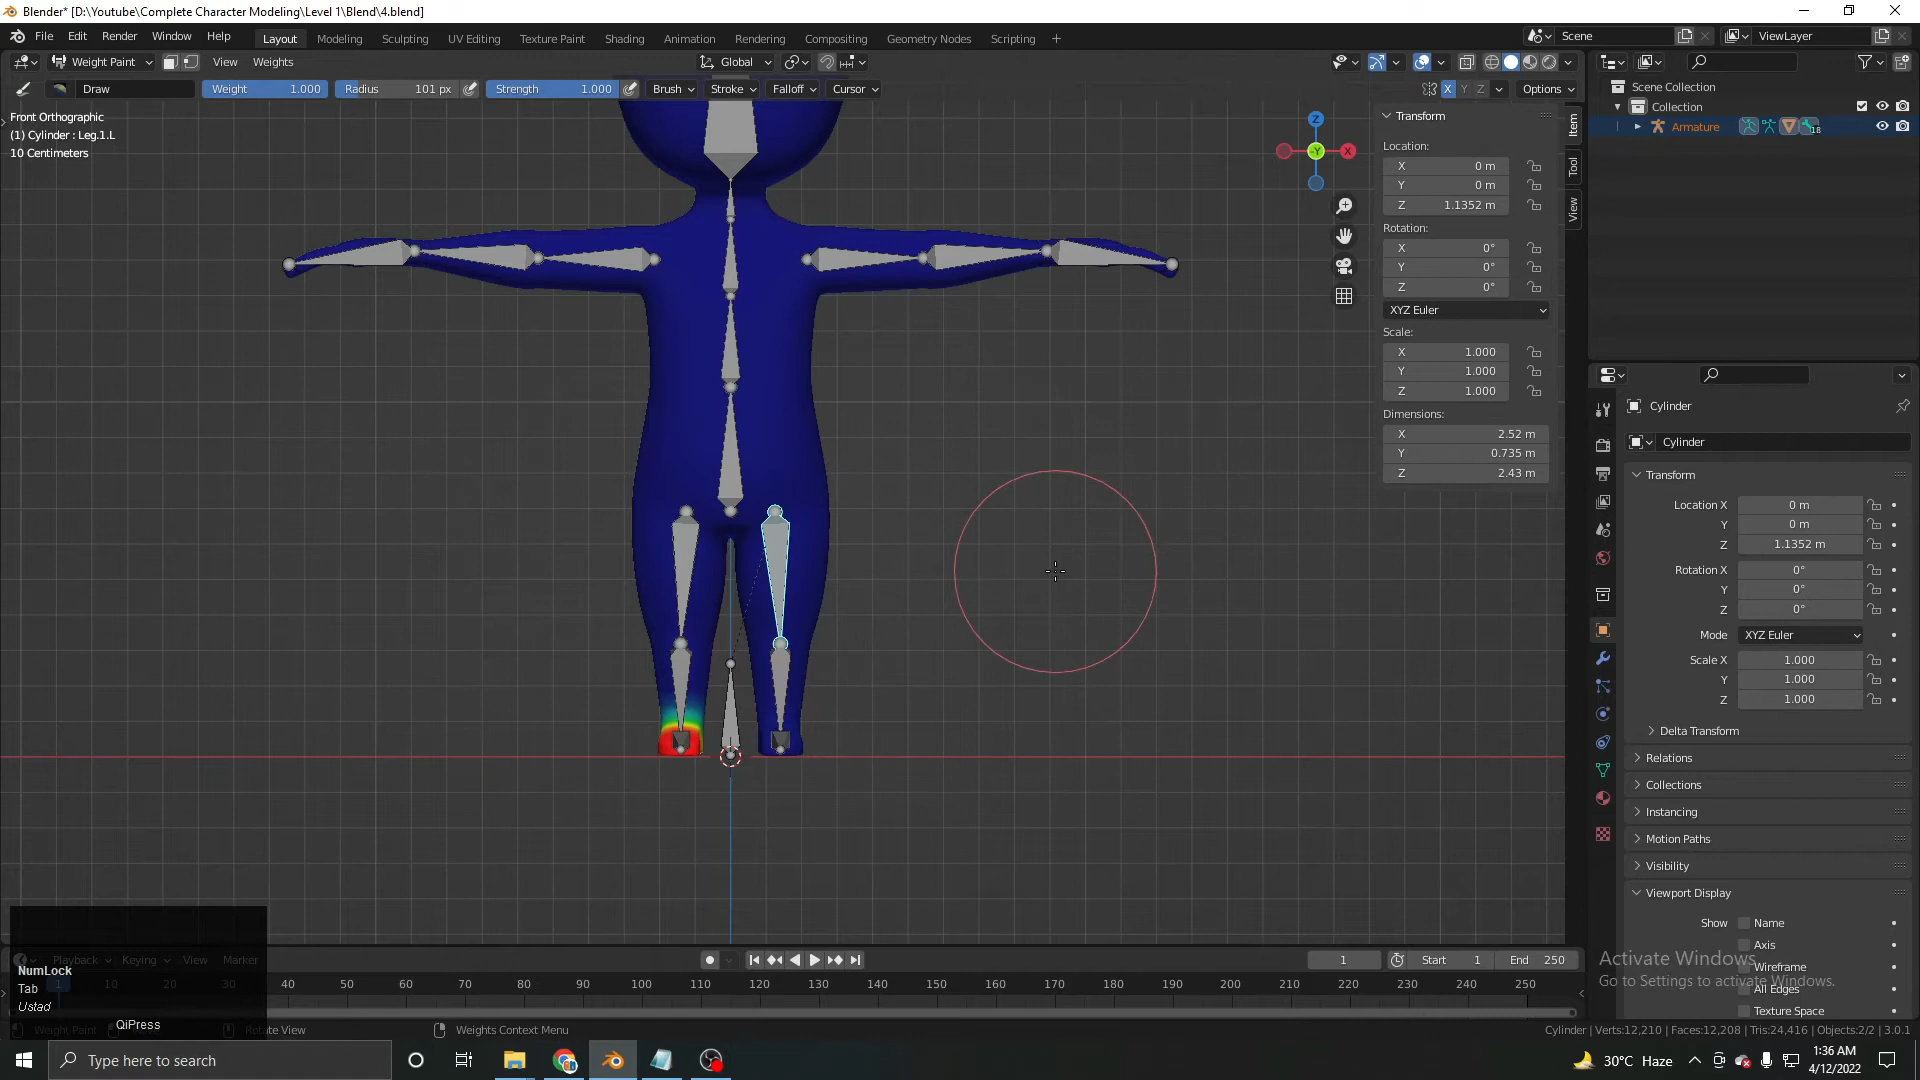 Blender* [D:\Youtube\Complete Character Modeling\Level 1\Blend\4.blend]
File Edit Render Window Help Layout Modeling Sculpting UV Editing Texture Paint Shading Animation Rendering Compositing Geometry Nodes Scripting + Scene ViewLayer
Weight Paint View Weights Global
Draw Weight 1.000 Radius 101 px Strength 1.000 Brush Stroke Falloff Cursor X Y Z Options
Front Orthographic
(1) Cylinder : Leg.1.L
10 Centimeters
Z
-Y
X
Transform
Location:
X 0 m
Y 0 m
Z 1.1352 m
Rotation:
X 0°
Y 0°
Z 0°
XYZ Euler
Scale:
X 1.000
Y 1.000
Z 1.000
Dimensions:
X 2.52 m
Y 0.735 m
Z 2.43 m
Item
Tool
View
Scene Collection
Collection
Armature 18
Cylinder
Cylinder
Transform
Location X 0 m
Y 0 m
Z 1.1352 m
Rotation X 0°
Y 0°
Z 0°
Mode XYZ Euler
Scale X 1.000
Y 1.000
Z 1.000
Delta Transform
Relations
Collections
Instancing
Motion Paths
Visibility
Viewport Display
Show Name
Axis
Wireframe
All Edges
Texture Space
Activate Windows
Go to Settings to activate Windows.
Playback Keying View Marker 1 Start 1 End 250
NumLock
Tab
Ustad
QiPress
1 10 20 30 40 50 60 70 80 90 100 110 120 130 140 150 160 170 180 190 200 210 220 230 240 250
Weight Paint Rotate View Weights Context Menu Cylinder | Verts:12,210 | Faces:12,208 | Tris:24,416 | Objects:2/2 | 3.0.1
Type here to search 30°C Haze 1:36 AM
4/12/2022